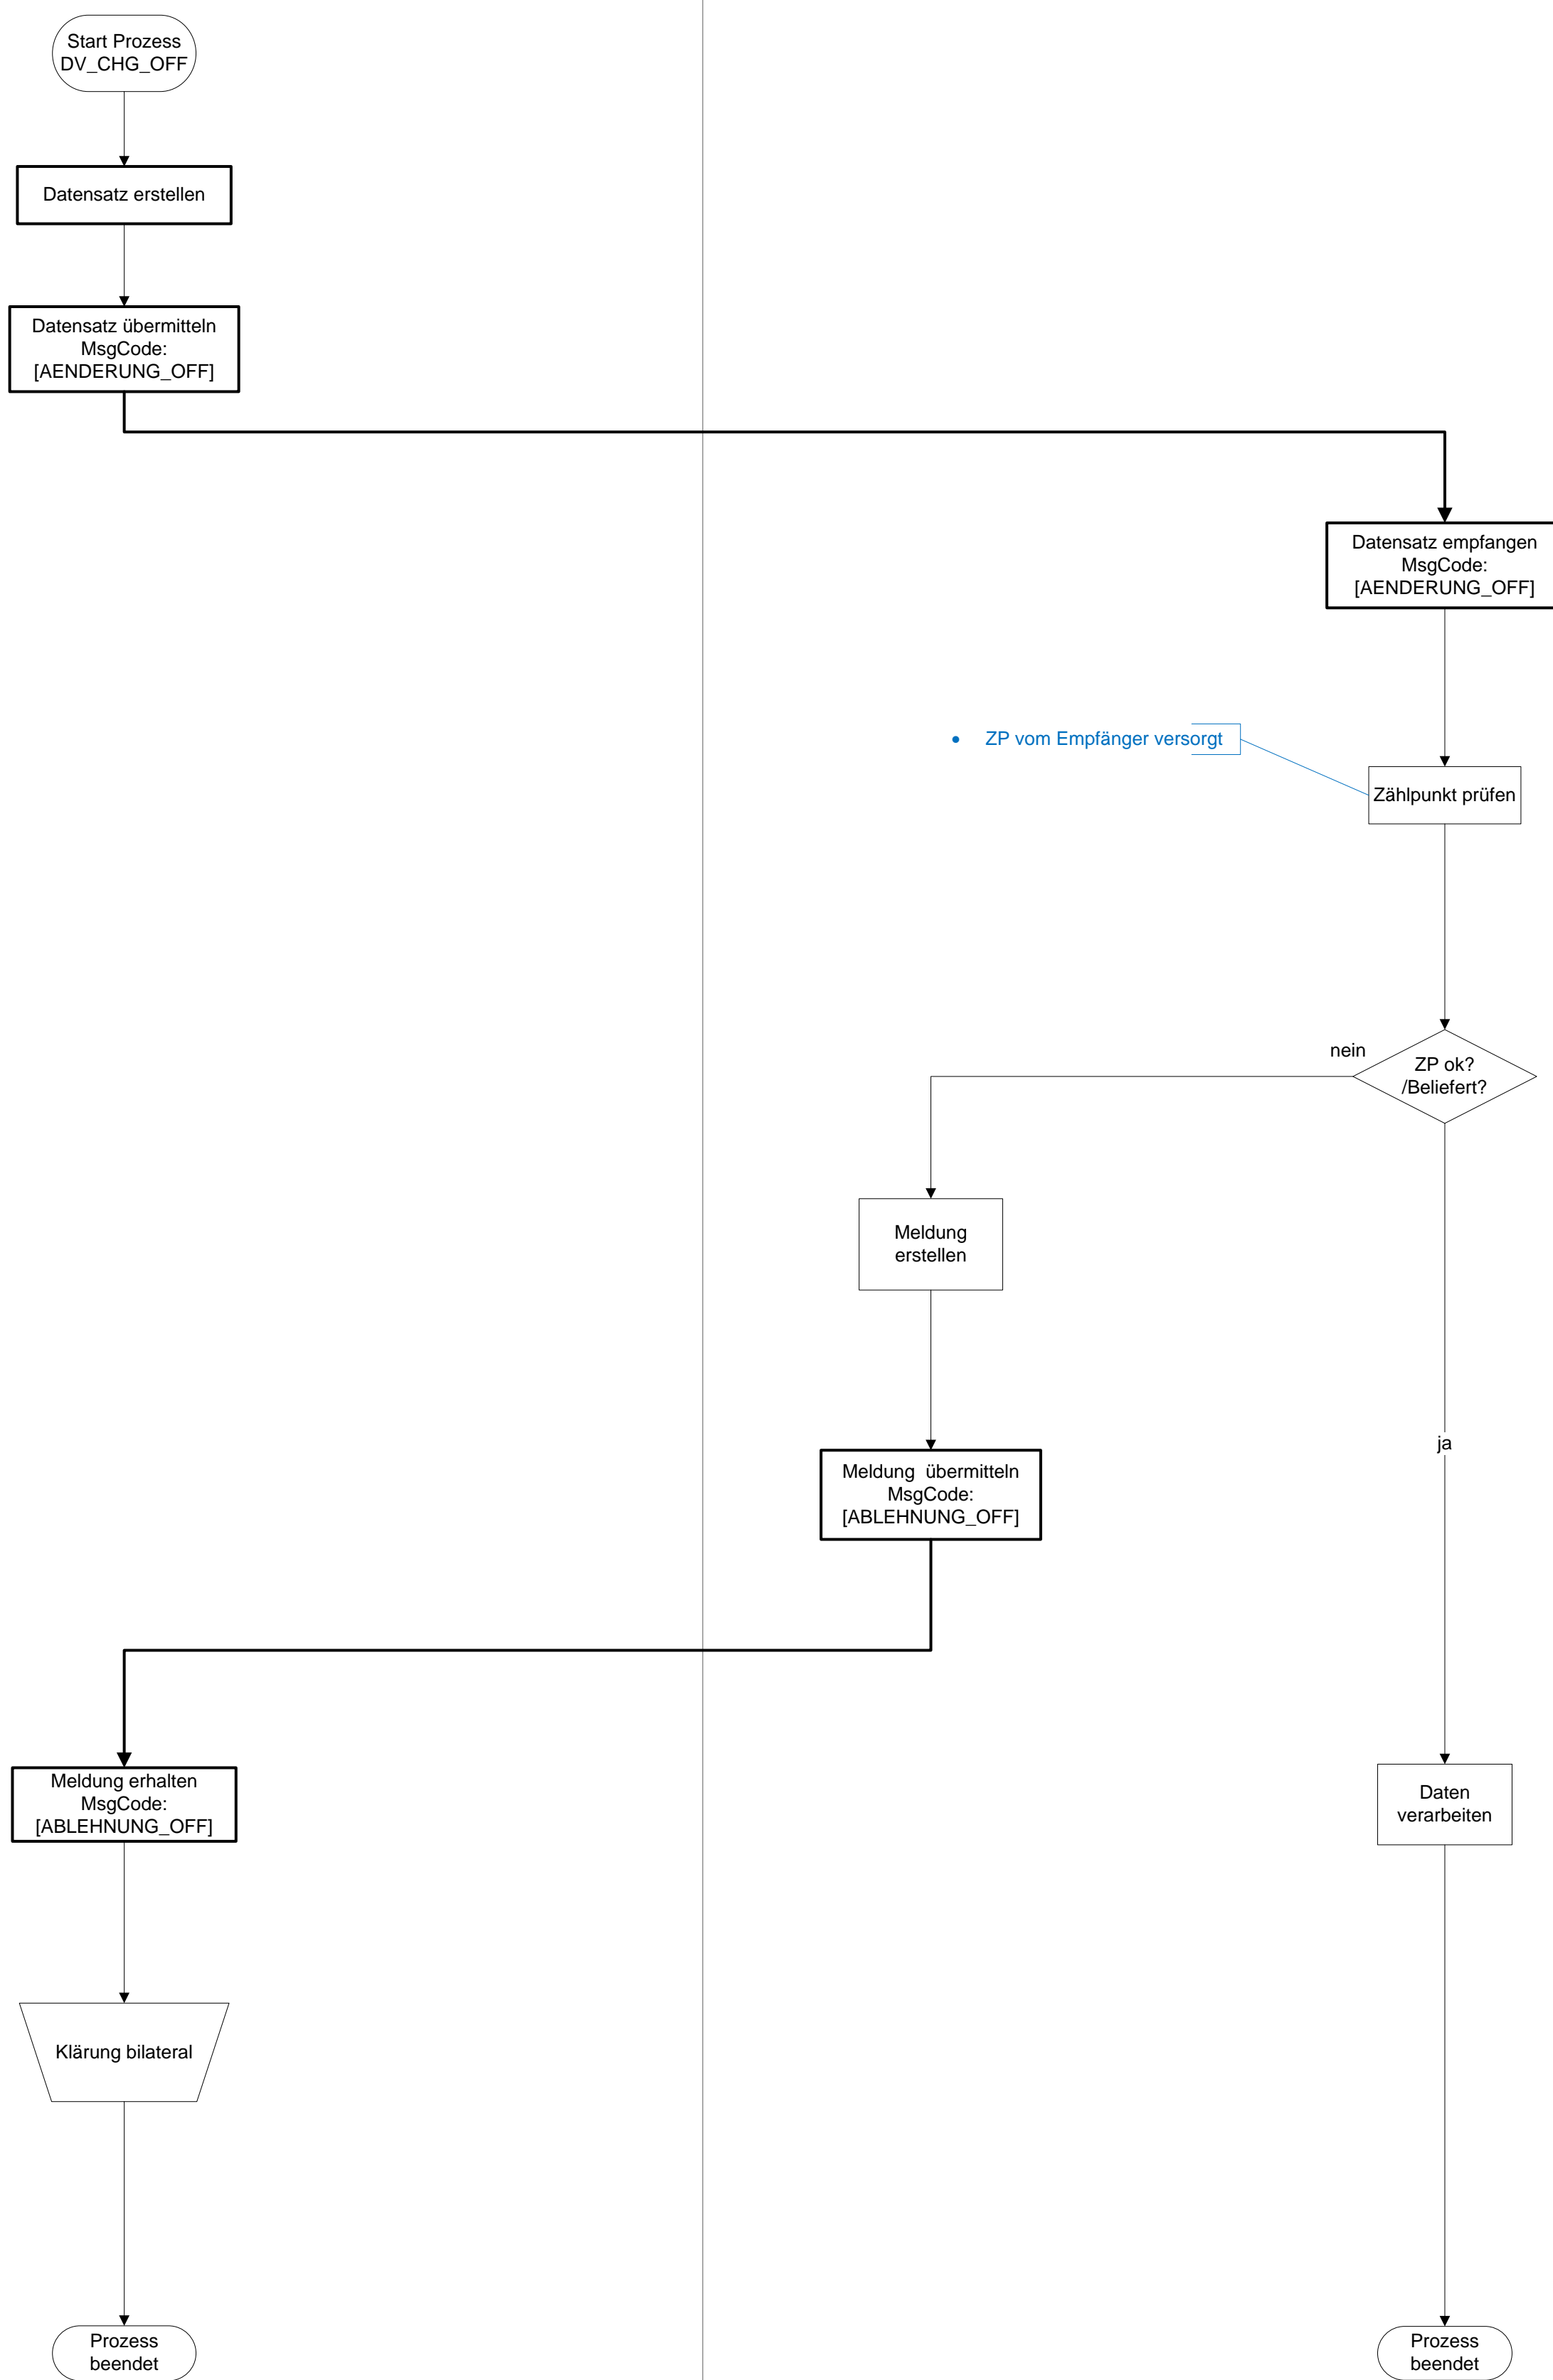 Start Prozess
DV_CHG_OFF
Datensatz erstellen
Datensatz übermitteln
MsgCode:
[AENDERUNG_OFF]
Datensatz empfangen
MsgCode:
[AENDERUNG_OFF]
• ZP vom Empfänger versorgt
Zählpunkt prüfen
nein
ZP ok?
/Beliefert?
Meldung
erstellen
ja
Meldung übermitteln
MsgCode:
[ABLEHNUNG_OFF]
Meldung erhalten
MsgCode:
[ABLEHNUNG_OFF]
Daten
verarbeiten
Klärung bilateral
Prozess
beendet
Prozess
beendet